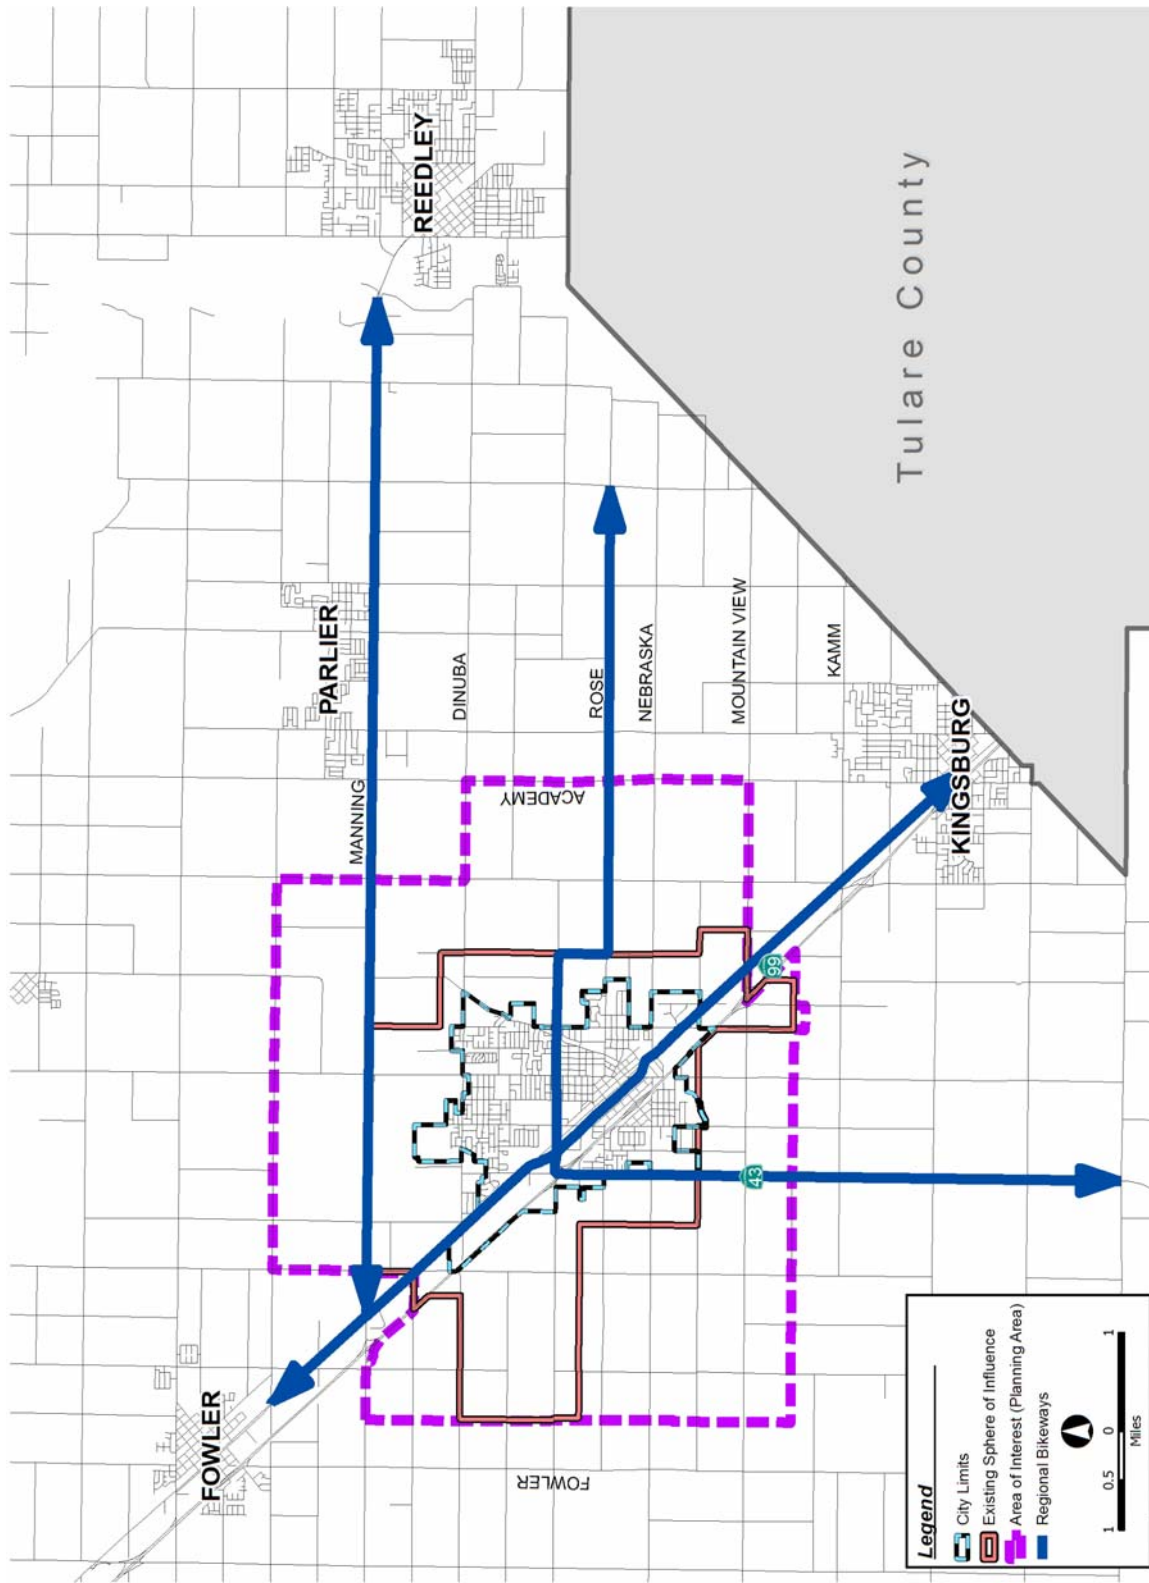 REEDLEY
Tulare County
PARLIER
MANNING
DINUBA
ACADEMY
ROSE
NEBRASKA
MOUNTAIN VIEW
KAMM
KINGSBURG
99
43
FOWLER
FOWLER
Legend
City Limits
Existing Sphere of Influence
Area of Interest (Planning Area)
Regional Bikeways
1 0.5 0 1
Miles